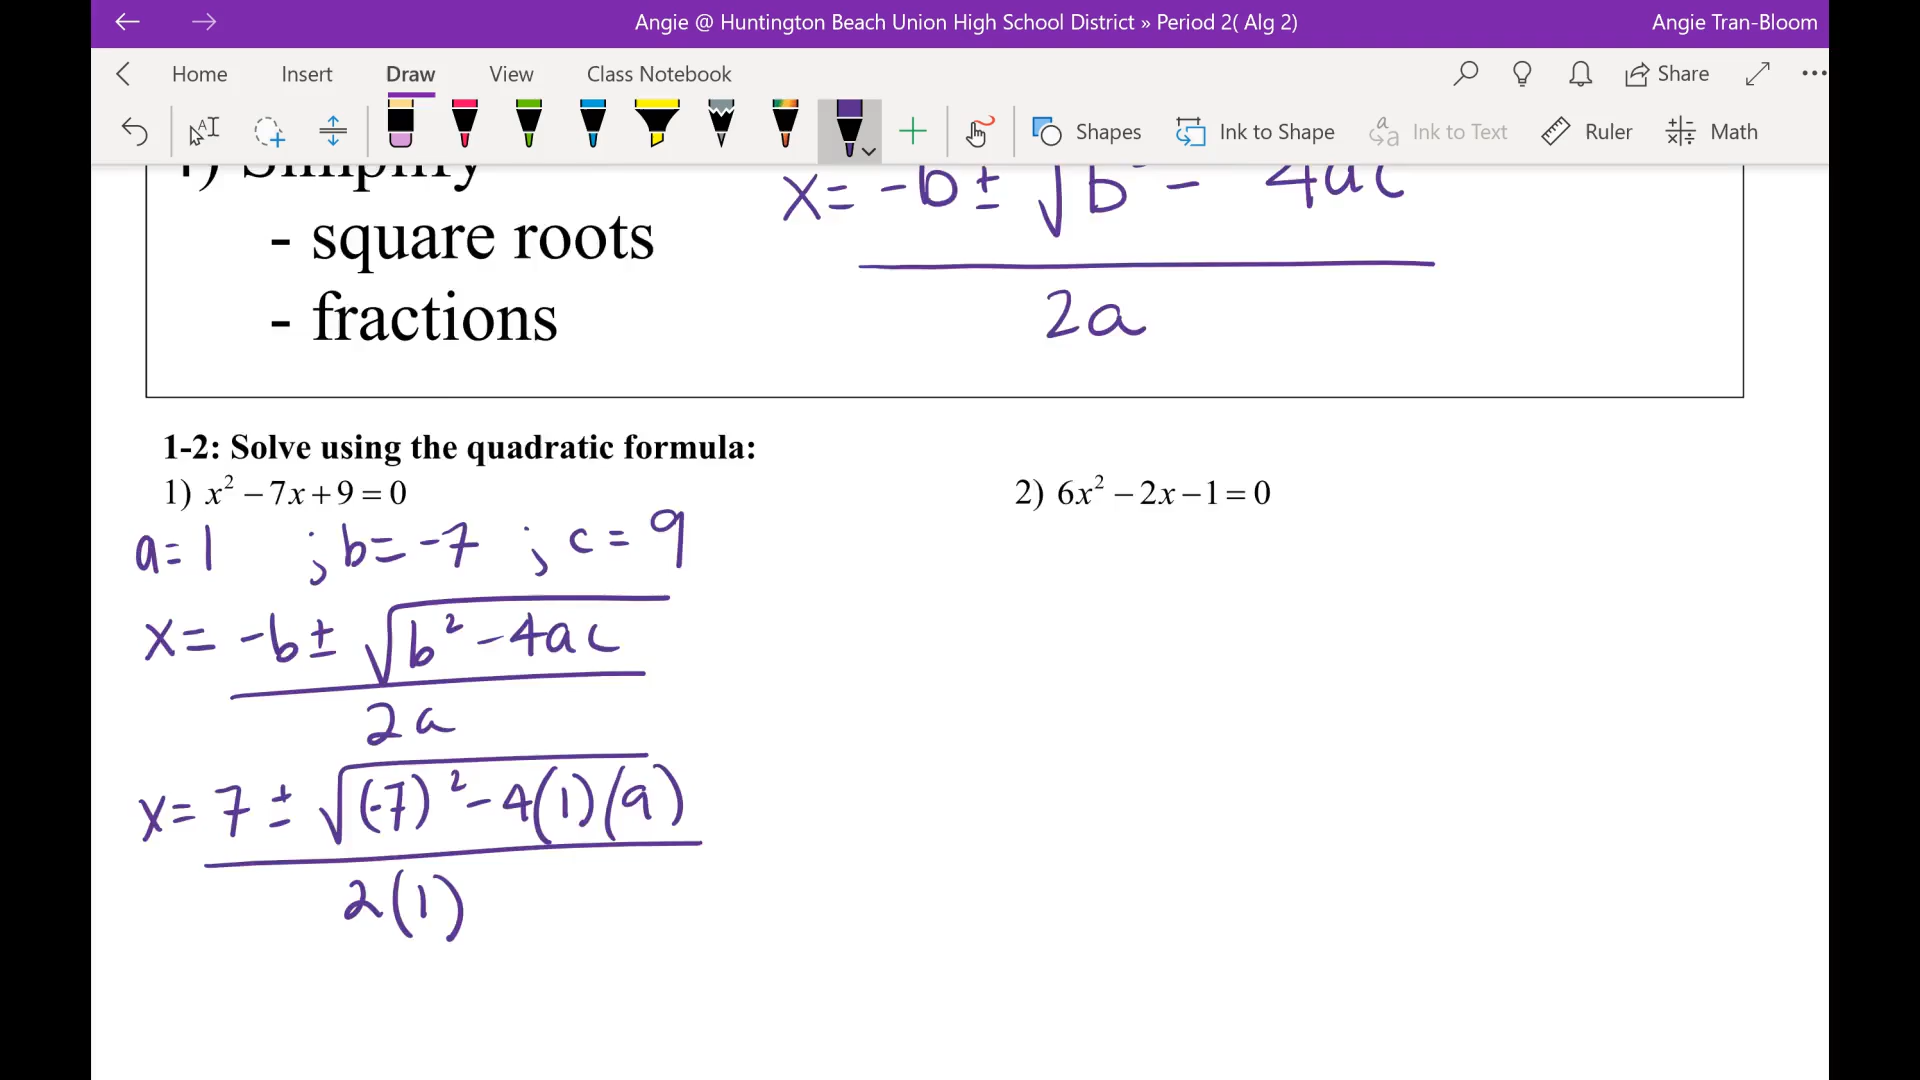 Angie @ Huntington Beach Union High School District » Period 2( Alg 2)
Angie Tran-Bloom
Home Insert Draw View Class Notebook Share
Shapes Ink to Shape Ink to Text Ruler Math
Simplify
- square roots
- fractions
x = -b ± √b² - 4ac
2a
1-2: Solve using the quadratic formula:
1) x² − 7x + 9 = 0
a = 1 ; b = -7 ; c = 9
x = -b ± √b² - 4ac
2a
x = 7 ± √(-7)² - 4(1)(9)
2(1)
2) 6x² − 2x − 1 = 0